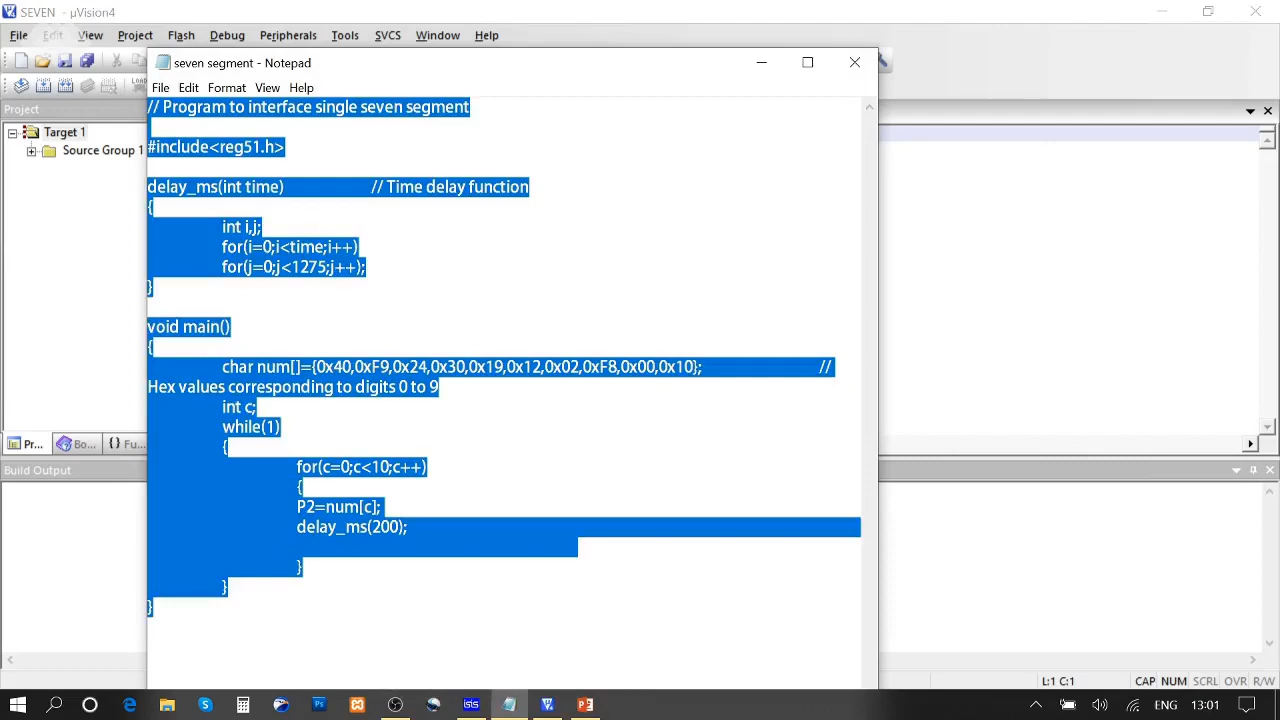 SEVEN - µVision4
File Edit View Project Flash Debug Peripherals Tools SVCS Window Help
seven segment - Notepad
File Edit Format View Help
LOAD
Project
Target 1
Source Group 1
// Program to interface single seven segment
#include<reg51.h>
delay_ms(int time) // Time delay function
{
int i,j;
for(i=0;i<time;i++)
for(j=0;j<1275;j++);
}
void main()
{
char num[]={0x40,0xF9,0x24,0x30,0x19,0x12,0x02,0xF8,0x00,0x10}; //
Hex values corresponding to digits 0 to 9
int c;
while(1)
{
for(c=0;c<10;c++)
{
P2=num[c];
delay_ms(200);
}
}
}
Pr... Bo... {} Fu...
Build Output
L:1 C:1 CAP NUM SCRL OVR R/W
ENG 13:01